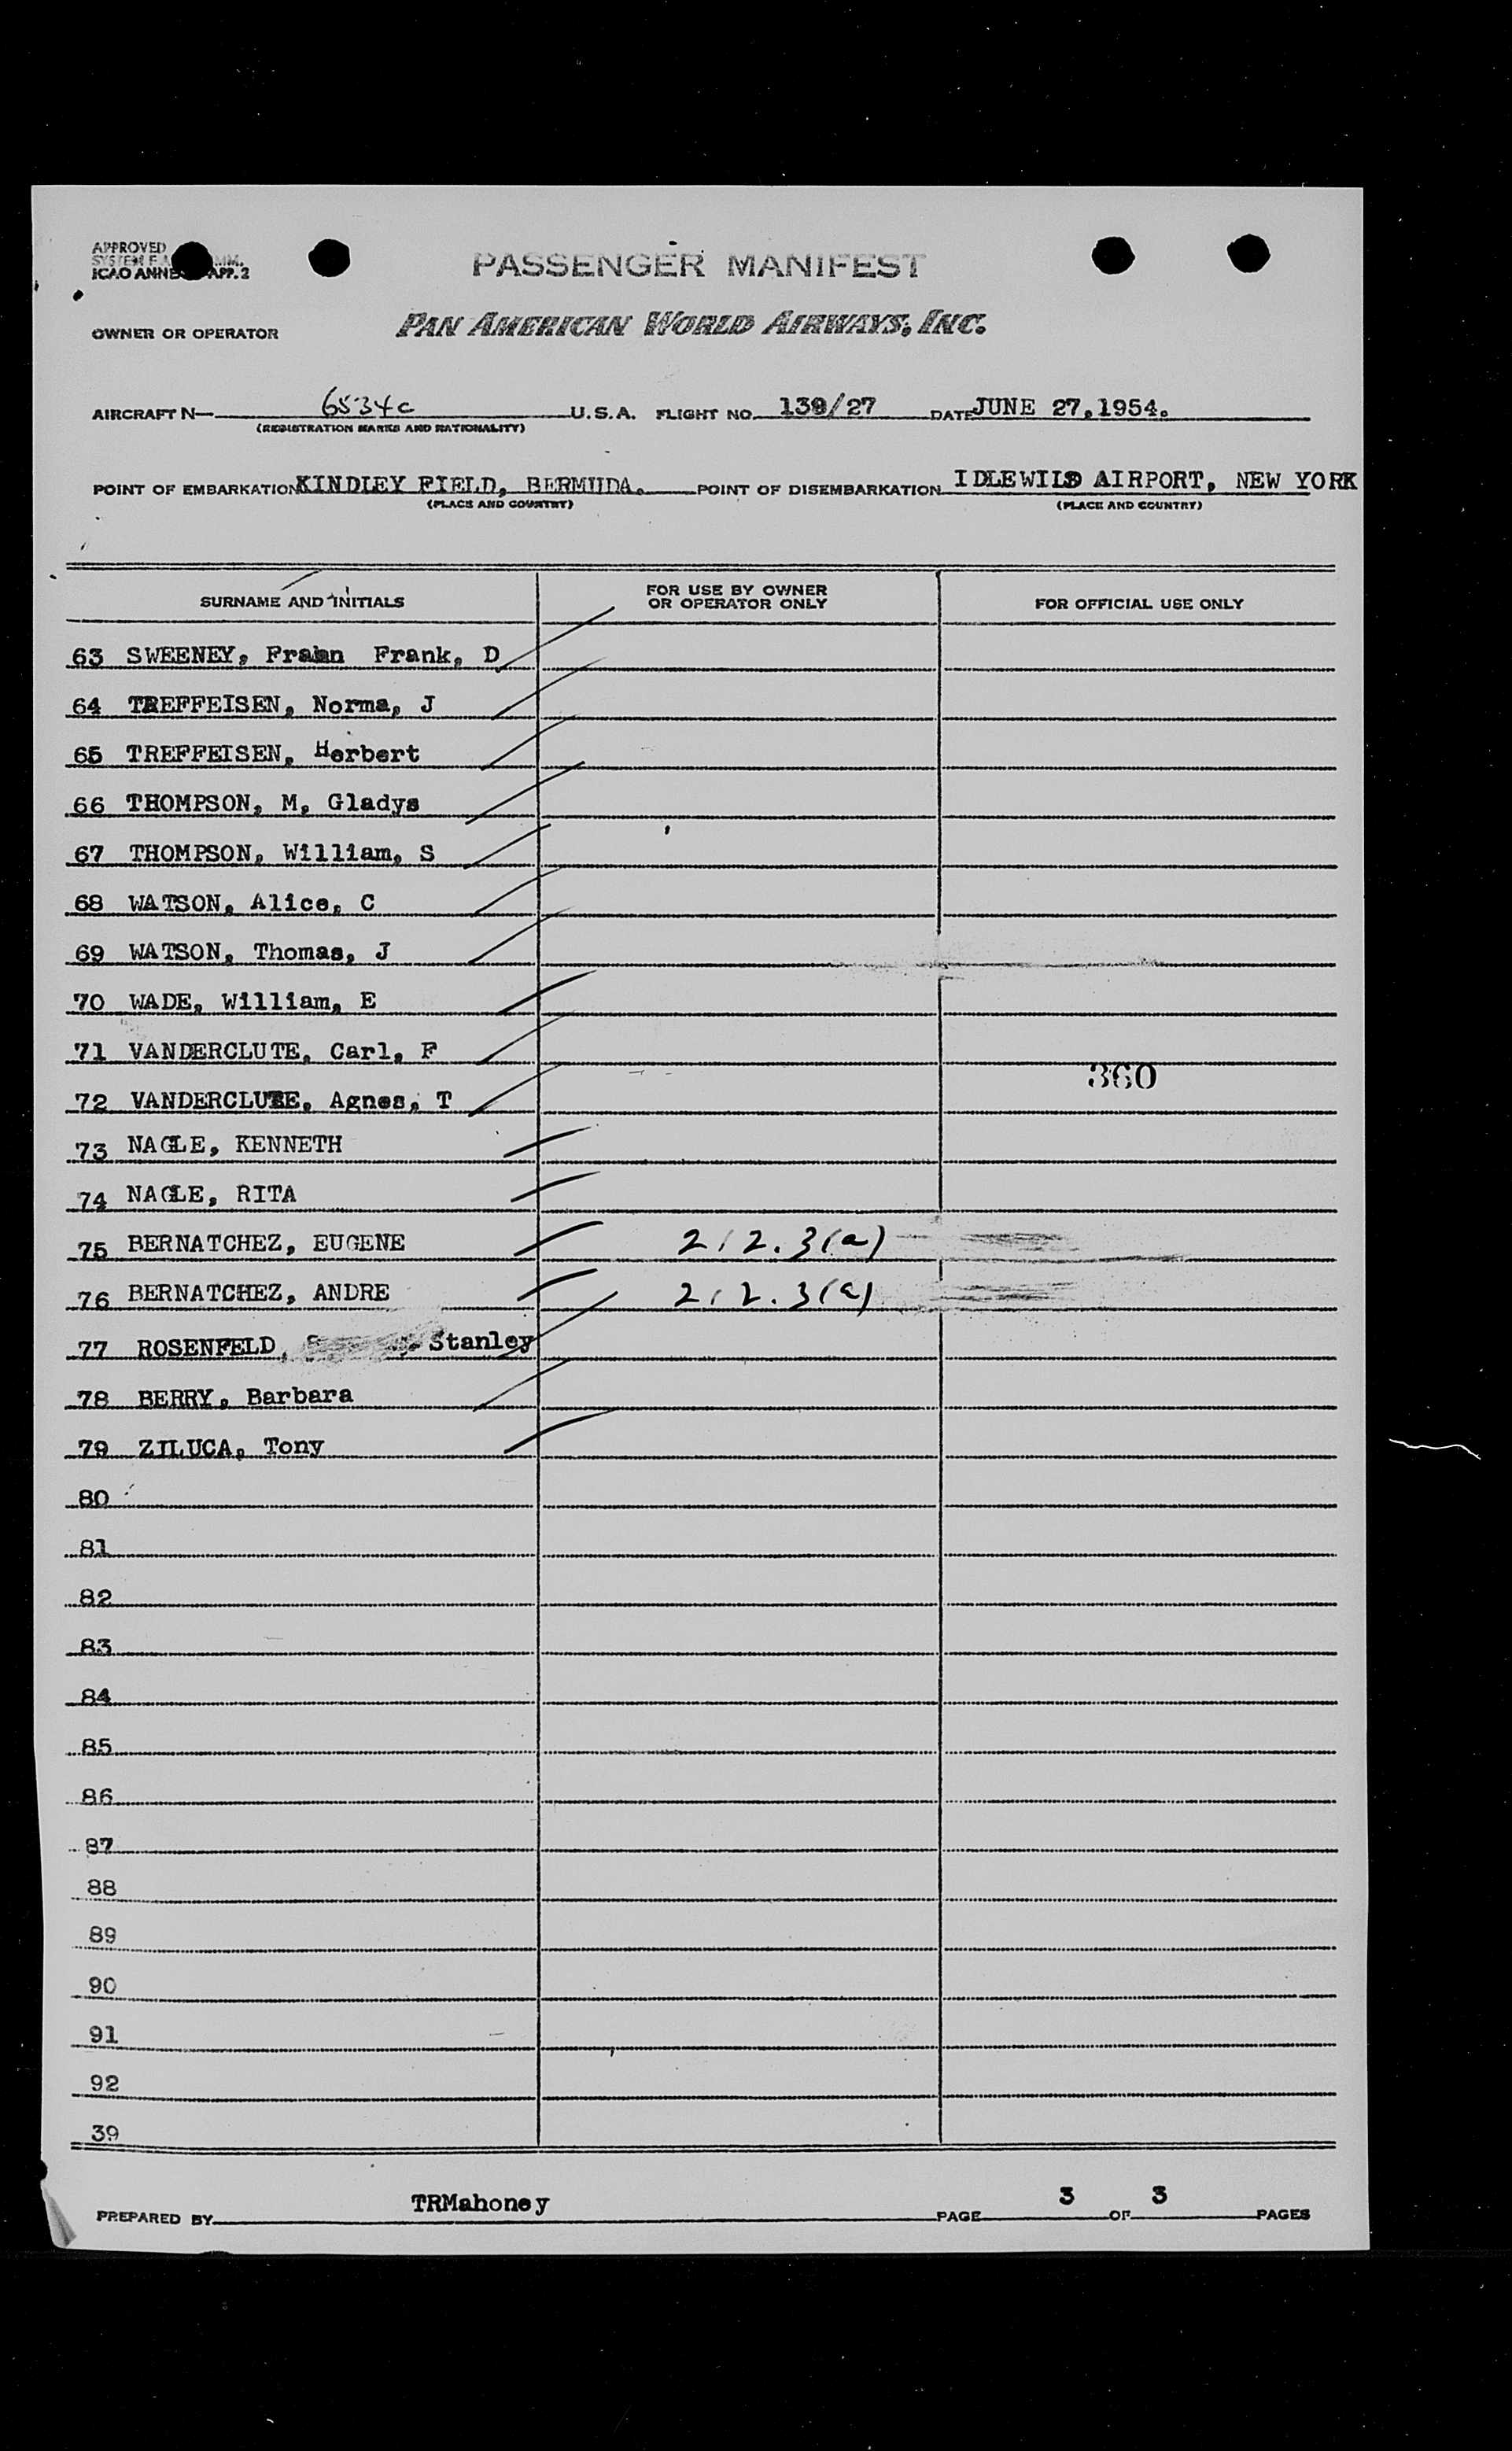 APPROVED
ICAO ANNE APP. 2
PASSENGER MANIFEST
OWNER OR OPERATOR PAN AMERICAN WORLD AIRWAYS, INC.
AIRCRAFT N— 6534c U.S.A. FLIGHT NO. 139/27 DATE JUNE 27,1954.
(REGISTRATION MARKS AND NATIONALITY)
POINT OF EMBARKATION KINDLEY FIELD, BERMUDA. POINT OF DISEMBARKATION IDLEWILD AIRPORT, NEW YORK
(PLACE AND COUNTRY) (PLACE AND COUNTRY)
SURNAME AND INITIALS FOR USE BY OWNER OR OPERATOR ONLY FOR OFFICIAL USE ONLY
63 SWEENEY, Frank, D
64 TREFFEISEN, Norma, J
65 TREFFEISEN, Herbert
66 THOMPSON, M, Gladys
67 THOMPSON, William, S
68 WATSON, Alice, C
69 WATSON, Thomas, J
70 WADE, William, E
71 VANDERCLUTE, Carl, F
360
72 VANDERCLUTE, Agnes, T
73 NAGLE, KENNETH
74 NAGLE, RITA
75 BERNATCHEZ, EUGENE 212.3(a)
76 BERNATCHEZ, ANDRE 212.3(a)
77 ROSENFELD, Stanley
78 BERRY, Barbara
79 ZILUCA, Tony
80
81
82
83
84
85
86
87
88
89
90
91
92
39
PREPARED BY TRMahoney PAGE 3 OF 3 PAGES